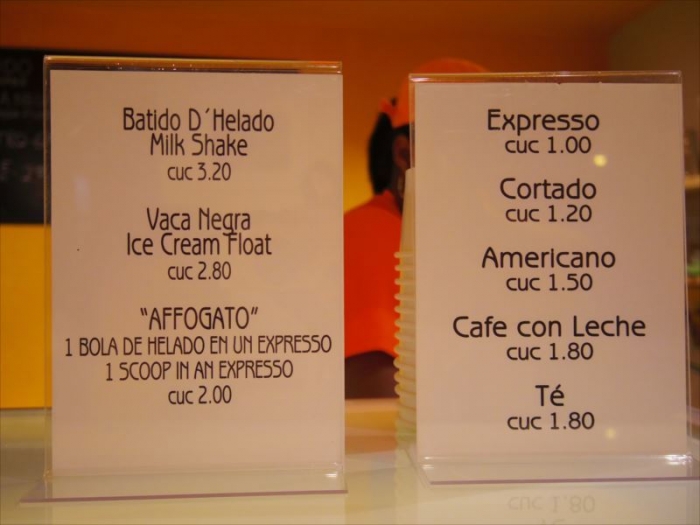 Batido D´Helado
Milk Shake
cuc 3.20
Vaca Negra
Ice Cream Float
cuc 2.80
"AFFOGATO"
1 BOLA DE HELADO EN UN EXPRESSO
1 SCOOP IN AN EXPRESSO
cuc 2.00
Expresso
cuc 1.00
Cortado
cuc 1.20
Americano
cuc 1.50
Cafe con Leche
cuc 1.80
Té
cuc 1.80